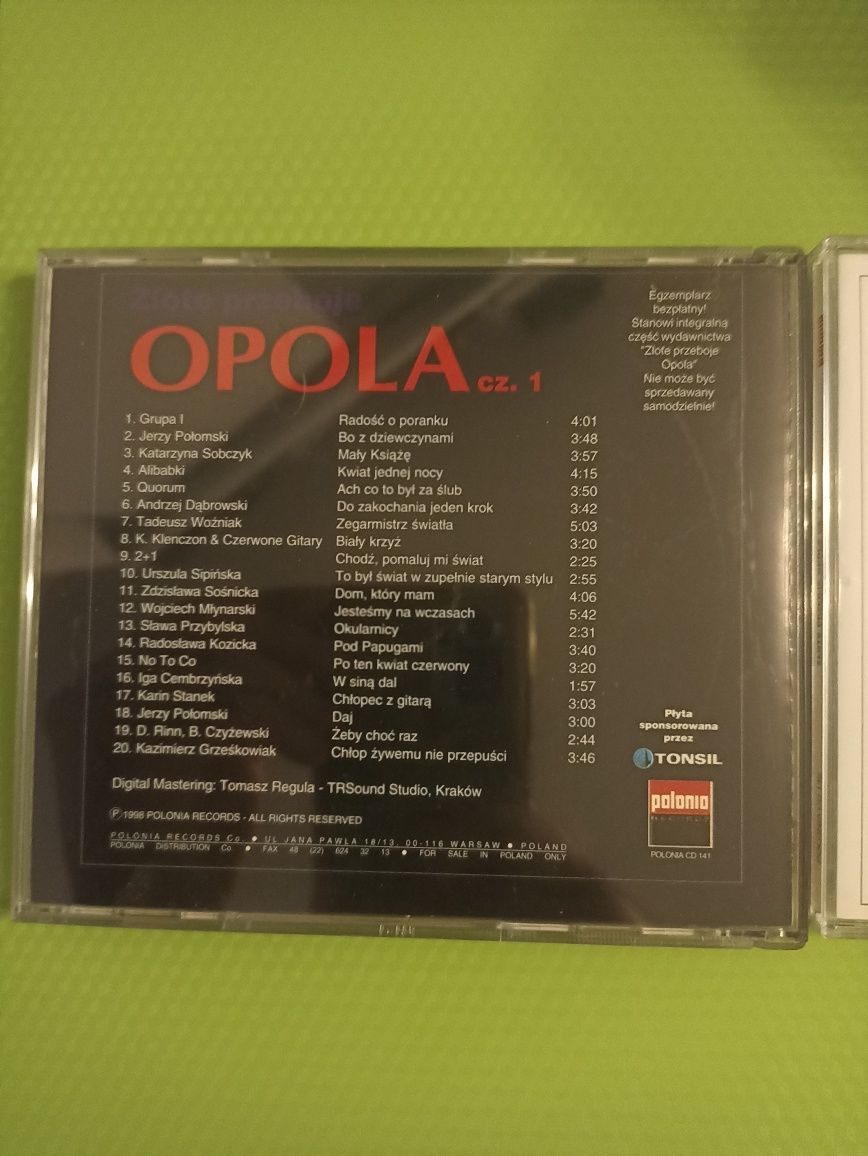 Złote przeboje
OPOLA cz. 1
Egzemplarz
bezpłatny!
Stanowi integralną
część wydawnictwa
"Złote przeboje
Opola"
Nie może być
sprzedawany
samodzielnie!
1. Grupa I Radość o poranku 4:01
2. Jerzy Połomski Bo z dziewczynami 3:48
3. Katarzyna Sobczyk Mały Książę 3:57
4. Alibabki Kwiat jednej nocy 4:15
5. Quorum Ach co to był za ślub 3:50
6. Andrzej Dąbrowski Do zakochania jeden krok 3:42
7. Tadeusz Woźniak Zegarmistrz światła 5:03
8. K. Klenczon & Czerwone Gitary Biały krzyż 3:20
9. 2+1 Chodź, pomaluj mi świat 2:25
10. Urszula Sipińska To był świat w zupełnie starym stylu 2:55
11. Zdzisława Sośnicka Dom, który mam 4:06
12. Wojciech Młynarski Jesteśmy na wczasach 5:42
13. Sława Przybylska Okularnicy 2:31
14. Radosława Kozicka Pod Papugami 3:40
15. No To Co Po ten kwiat czerwony 3:20
16. Iga Cembrzyńska W siną dal 1:57
17. Karin Stanek Chłopec z gitarą 3:03
18. Jerzy Połomski Daj 3:00
19. D. Rinn, B. Czyżewski Żeby choć raz 2:44
20. Kazimierz Grześkowiak Chłop żywemu nie przepuści 3:46
Digital Mastering: Tomasz Regula - TRSound Studio, Kraków
Ⓟ 1998 POLONIA RECORDS - ALL RIGHTS RESERVED
POLONIA RECORDS Co. ● UL JANA PAWLA 18/13, 00-116 WARSAW ● POLAND
POLONIA DISTRIBUTION Co ● FAX 48 (22) 624 32 13 ● FOR SALE IN POLAND ONLY
Płyta
sponsorowana
przez
TONSIL
polonia
RECORDS
POLONIA CD 141